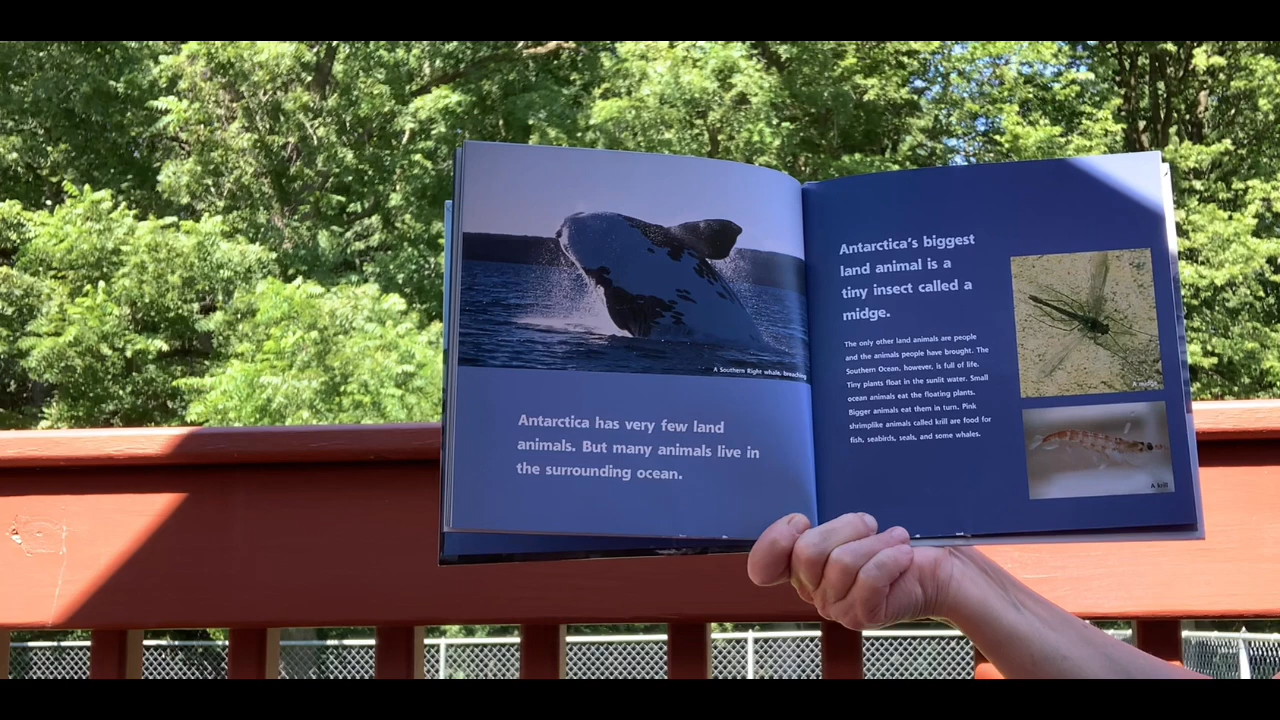 A Southern Right whale, breaching
Antarctica has very few land
animals. But many animals live in
the surrounding ocean.
Antarctica's biggest
land animal is a
tiny insect called a
midge.
The only other land animals are people
and the animals people have brought. The
Southern Ocean, however, is full of life.
Tiny plants float in the sunlit water. Small
ocean animals eat the floating plants.
Bigger animals eat them in turn. Pink
shrimplike animals called krill are food for
fish, seabirds, seals, and some whales.
A midge
A krill